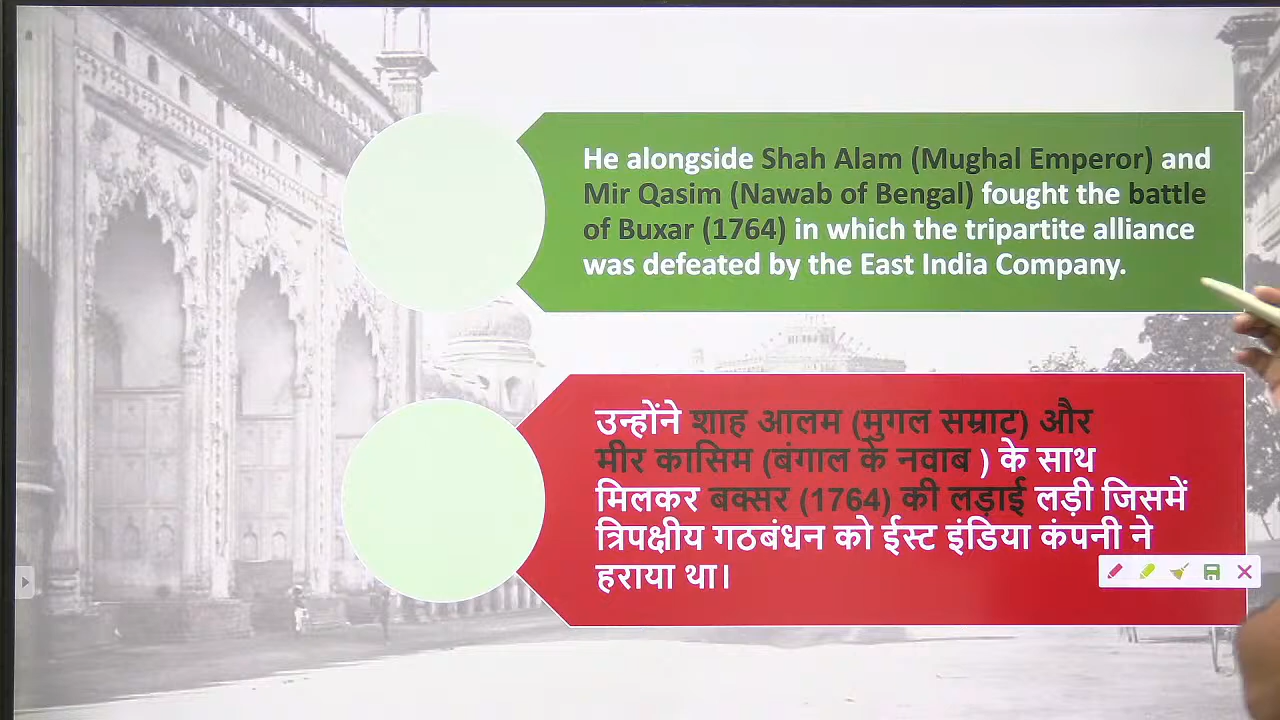 He alongside Shah Alam (Mughal Emperor) and
Mir Qasim (Nawab of Bengal) fought the battle
of Buxar (1764) in which the tripartite alliance
was defeated by the East India Company.
उन्होंने शाह आलम (मुगल सम्राट) और
मीर कासिम (बंगाल के नवाब ) के साथ
मिलकर बक्सर (1764) की लड़ाई लड़ी जिसमें
त्रिपक्षीय गठबंधन को ईस्ट इंडिया कंपनी ने
हराया था।